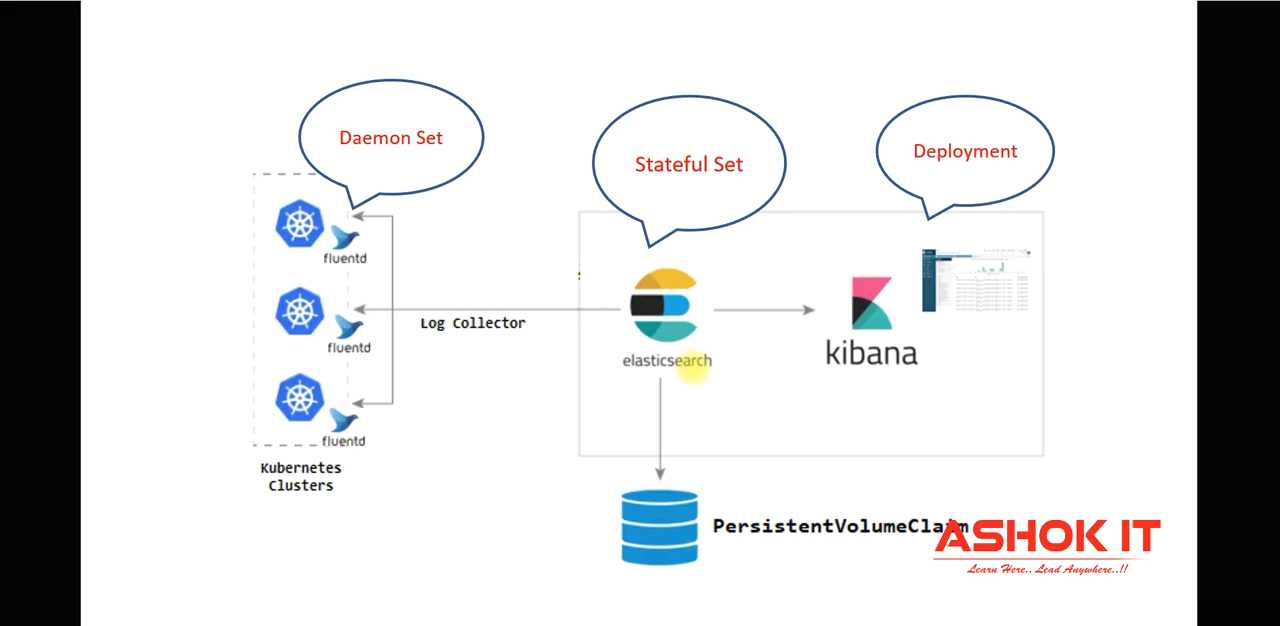 Daemon Set
Stateful Set
Deployment
fluentd
fluentd
fluentd
Kubernetes
Clusters
Log Collector
elasticsearch
kibana
PersistentVolumeClaim
ASHOK IT
Learn Here.. Lead Anywhere..!!